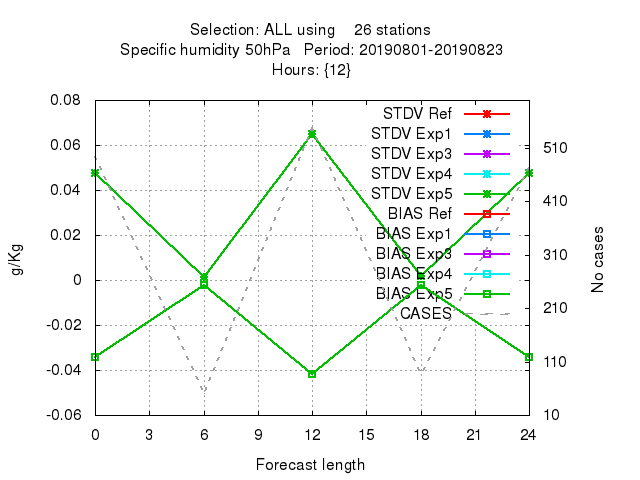 Selection: ALL using    26 stations
Specific humidity 50hPa   Period: 20190801-20190823
Hours: {12}
0.08
0.06
0.04
0.02
0
-0.02
-0.04
-0.06
g/Kg
STDV Ref
STDV Exp1
STDV Exp3
STDV Exp4
STDV Exp5
BIAS Ref
BIAS Exp1
BIAS Exp3
BIAS Exp4
BIAS Exp5
CASES
510
410
310
210
110
10
No cases
0 3 6 9 12 15 18 21 24
Forecast length